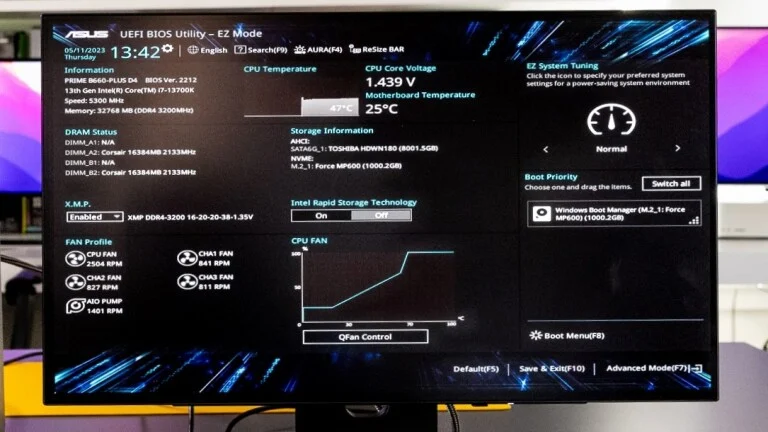 ASUS UEFI BIOS Utility – EZ Mode
05/11/2023
Thursday
13:42
English
Search(F9)
AURA(F4)
ReSize BAR
Information
PRIME B660-PLUS D4 BIOS Ver. 2212
13th Gen Intel(R) Core(TM) i7-13700K
Speed: 5300 MHz
Memory: 32768 MB (DDR4 3200MHz)
CPU Temperature
47°C
CPU Core Voltage
1.439 V
Motherboard Temperature
25°C
EZ System Tuning
Click the icon to specify your preferred system
settings for a power-saving system environment
Normal
DRAM Status
DIMM_A1: N/A
DIMM_A2: Corsair 16384MB 2133MHz
DIMM_B1: N/A
DIMM_B2: Corsair 16384MB 2133MHz
Storage Information
AHCI:
SATA6G_1: TOSHIBA HDWN180 (8001.5GB)
NVME:
M.2_1: Force MP600 (1000.2GB)
Boot Priority
Choose one and drag the items.
Switch all
Windows Boot Manager (M.2_1: Force
MP600) (1000.2GB)
X.M.P.
Enabled
XMP DDR4-3200 16-20-20-38-1.35V
Intel Rapid Storage Technology
On
Off
FAN Profile
CPU FAN
2504 RPM
CHA1 FAN
841 RPM
CHA2 FAN
827 RPM
CHA3 FAN
811 RPM
AIO PUMP
1401 RPM
CPU FAN
%
100
50
0
30
70
100
°C
QFan Control
Boot Menu(F8)
Default(F5)
Save & Exit(F10)
Advanced Mode(F7)